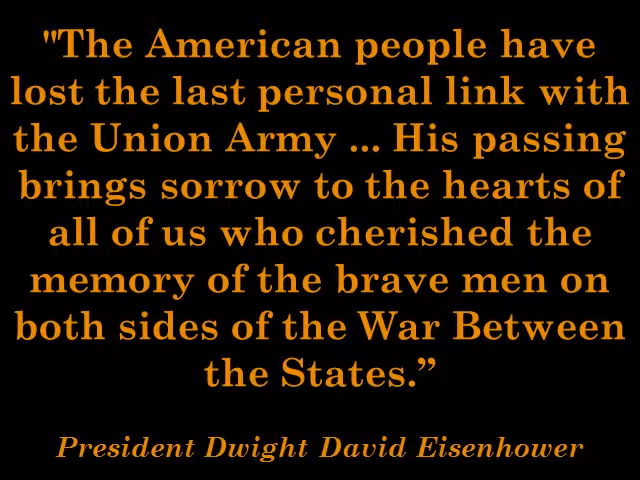 "The American people have
lost the last personal link with
the Union Army ... His passing
brings sorrow to the hearts of
all of us who cherished the
memory of the brave men on
both sides of the War Between
the States.”
President Dwight David Eisenhower